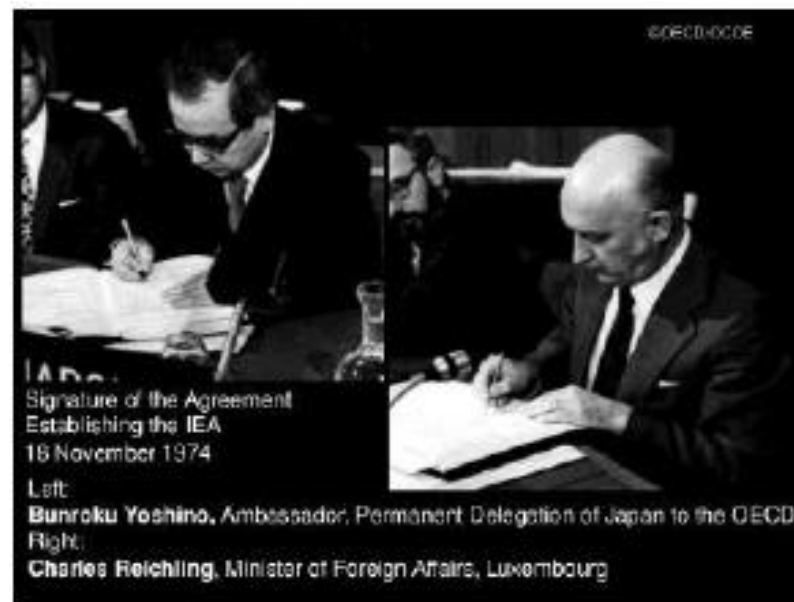 ©OECD/OCDE
Signature of the Agreement
Establishing the IEA
18 November 1974
Left:
Bunroku Yoshino, Ambassador, Permanent Delegation of Japan to the OECD
Right:
Charles Reichling, Minister of Foreign Affairs, Luxembourg